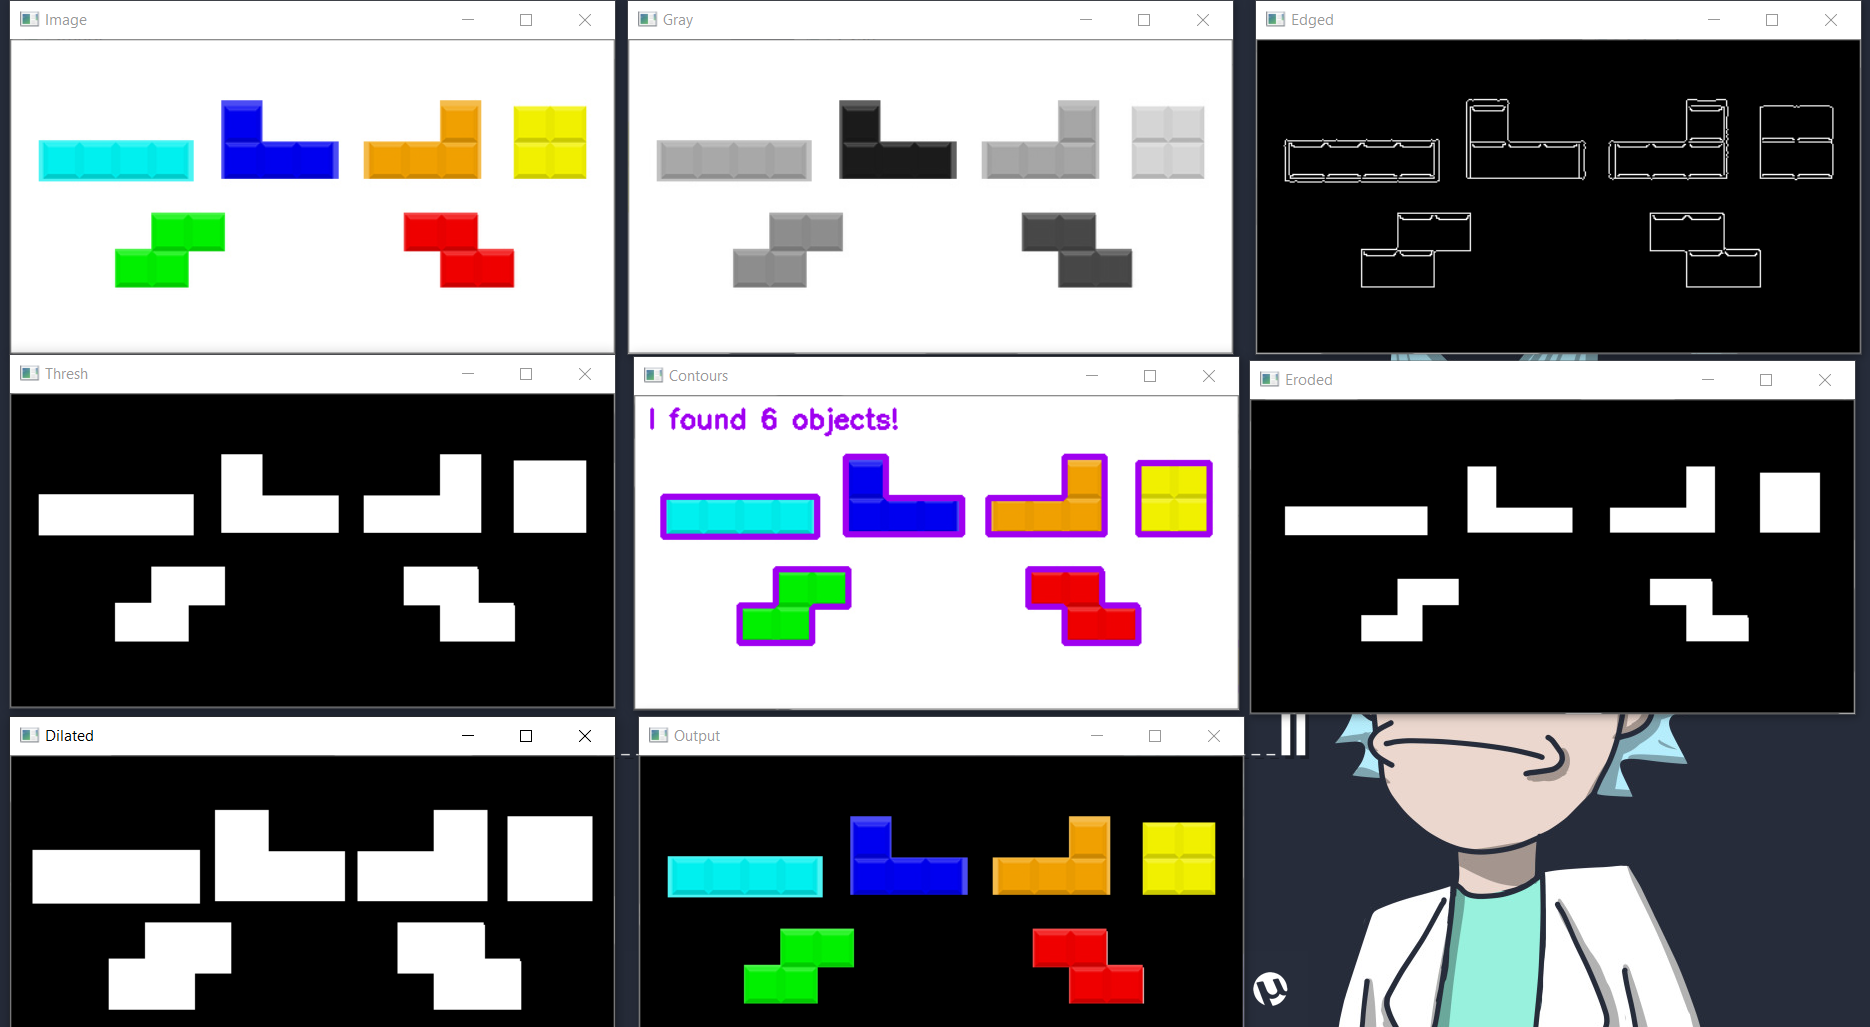 Image
Gray
Edged
Thresh
Contours
Eroded
I found 6 objects!
Dilated
Output